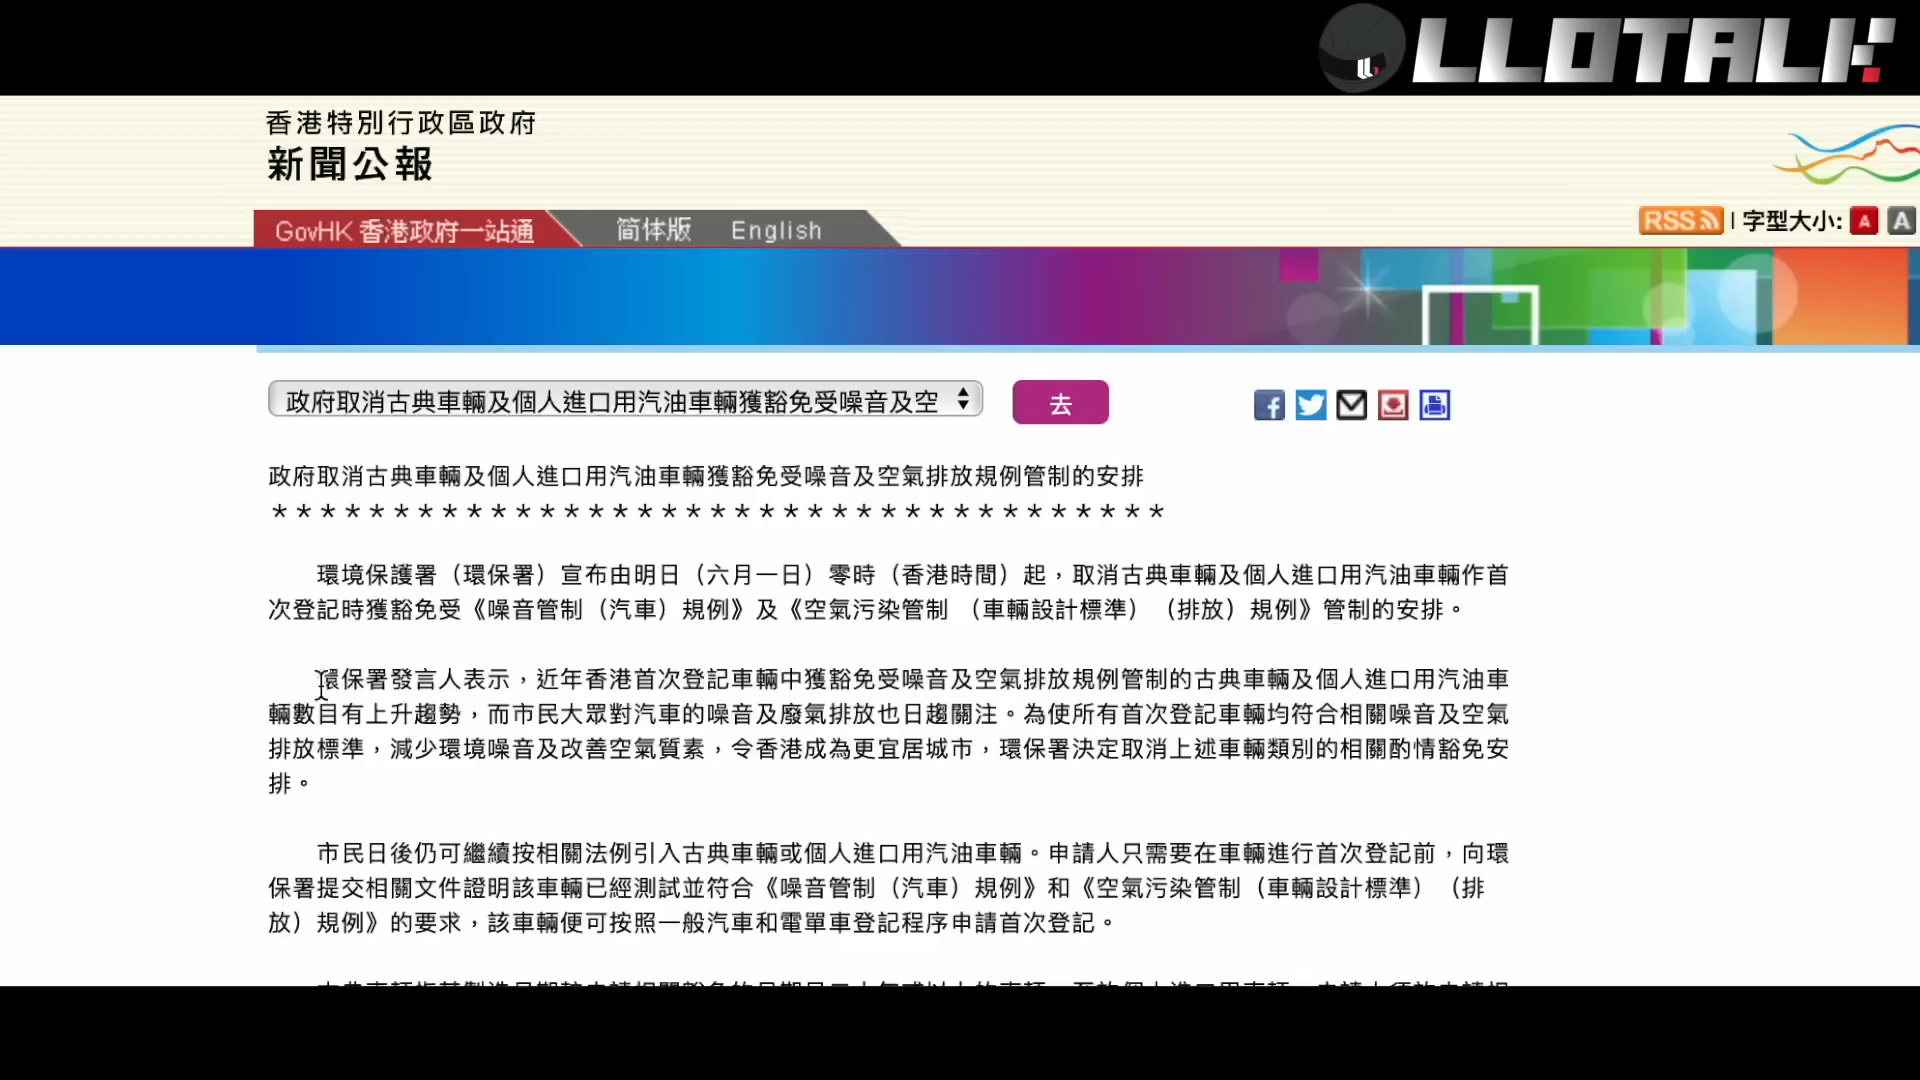 LLOTALK
香港特別行政區政府
新聞公報
GovHK 香港政府一站通 简体版 English
RSS | 字型大小: A A
政府取消古典車輛及個人進口用汽油車輛獲豁免受噪音及空 去
政府取消古典車輛及個人進口用汽油車輛獲豁免受噪音及空氣排放規例管制的安排
*************************************
環境保護署（環保署）宣布由明日（六月一日）零時（香港時間）起，取消古典車輛及個人進口用汽油車輛作首
次登記時獲豁免受《噪音管制（汽車）規例》及《空氣污染管制 （車輛設計標準）（排放）規例》管制的安排。
環保署發言人表示，近年香港首次登記車輛中獲豁免受噪音及空氣排放規例管制的古典車輛及個人進口用汽油車
輛數目有上升趨勢，而市民大眾對汽車的噪音及廢氣排放也日趨關注。為使所有首次登記車輛均符合相關噪音及空氣
排放標準，減少環境噪音及改善空氣質素，令香港成為更宜居城市，環保署決定取消上述車輛類別的相關酌情豁免安
排。
市民日後仍可繼續按相關法例引入古典車輛或個人進口用汽油車輛。申請人只需要在車輛進行首次登記前，向環
保署提交相關文件證明該車輛已經測試並符合《噪音管制（汽車）規例》和《空氣污染管制（車輛設計標準）（排
放）規例》的要求，該車輛便可按照一般汽車和電單車登記程序申請首次登記。